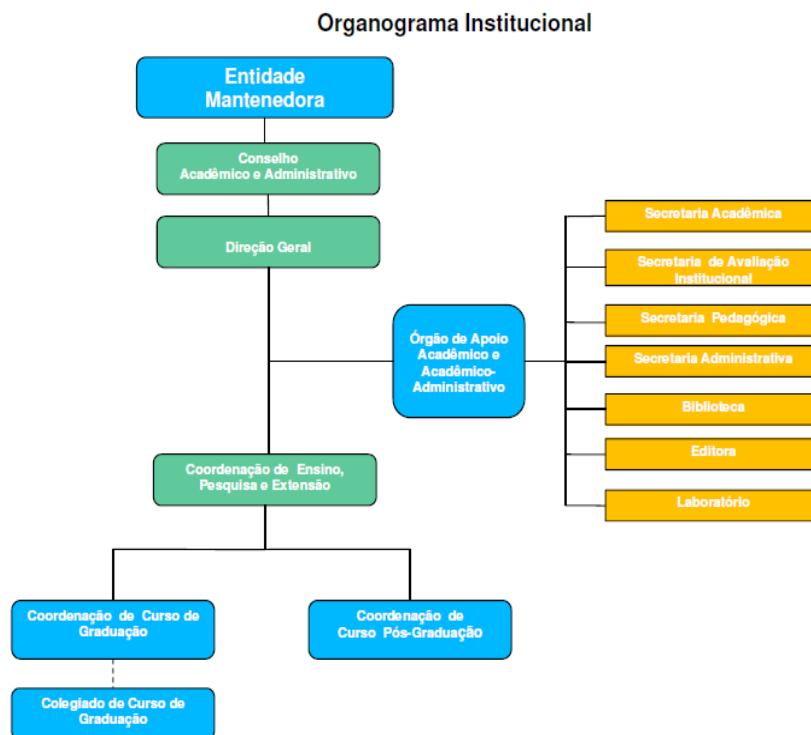 Organograma Institucional
Entidade
Mantenedora
Conselho
Acadêmico e Administrativo
Direção Geral
Órgão de Apoio
Acadêmico e
Acadêmico-
Administrativo
Secretaria Acadêmica
Secretaria de Avaliação
Institucional
Secretaria Pedagógica
Secretaria Administrativa
Biblioteca
Editora
Laboratório
Coordenação de Ensino,
Pesquisa e Extensão
Coordenação de Curso de
Graduação
Coordenação de
Curso Pós-Graduação
Colegiado de Curso de
Graduação